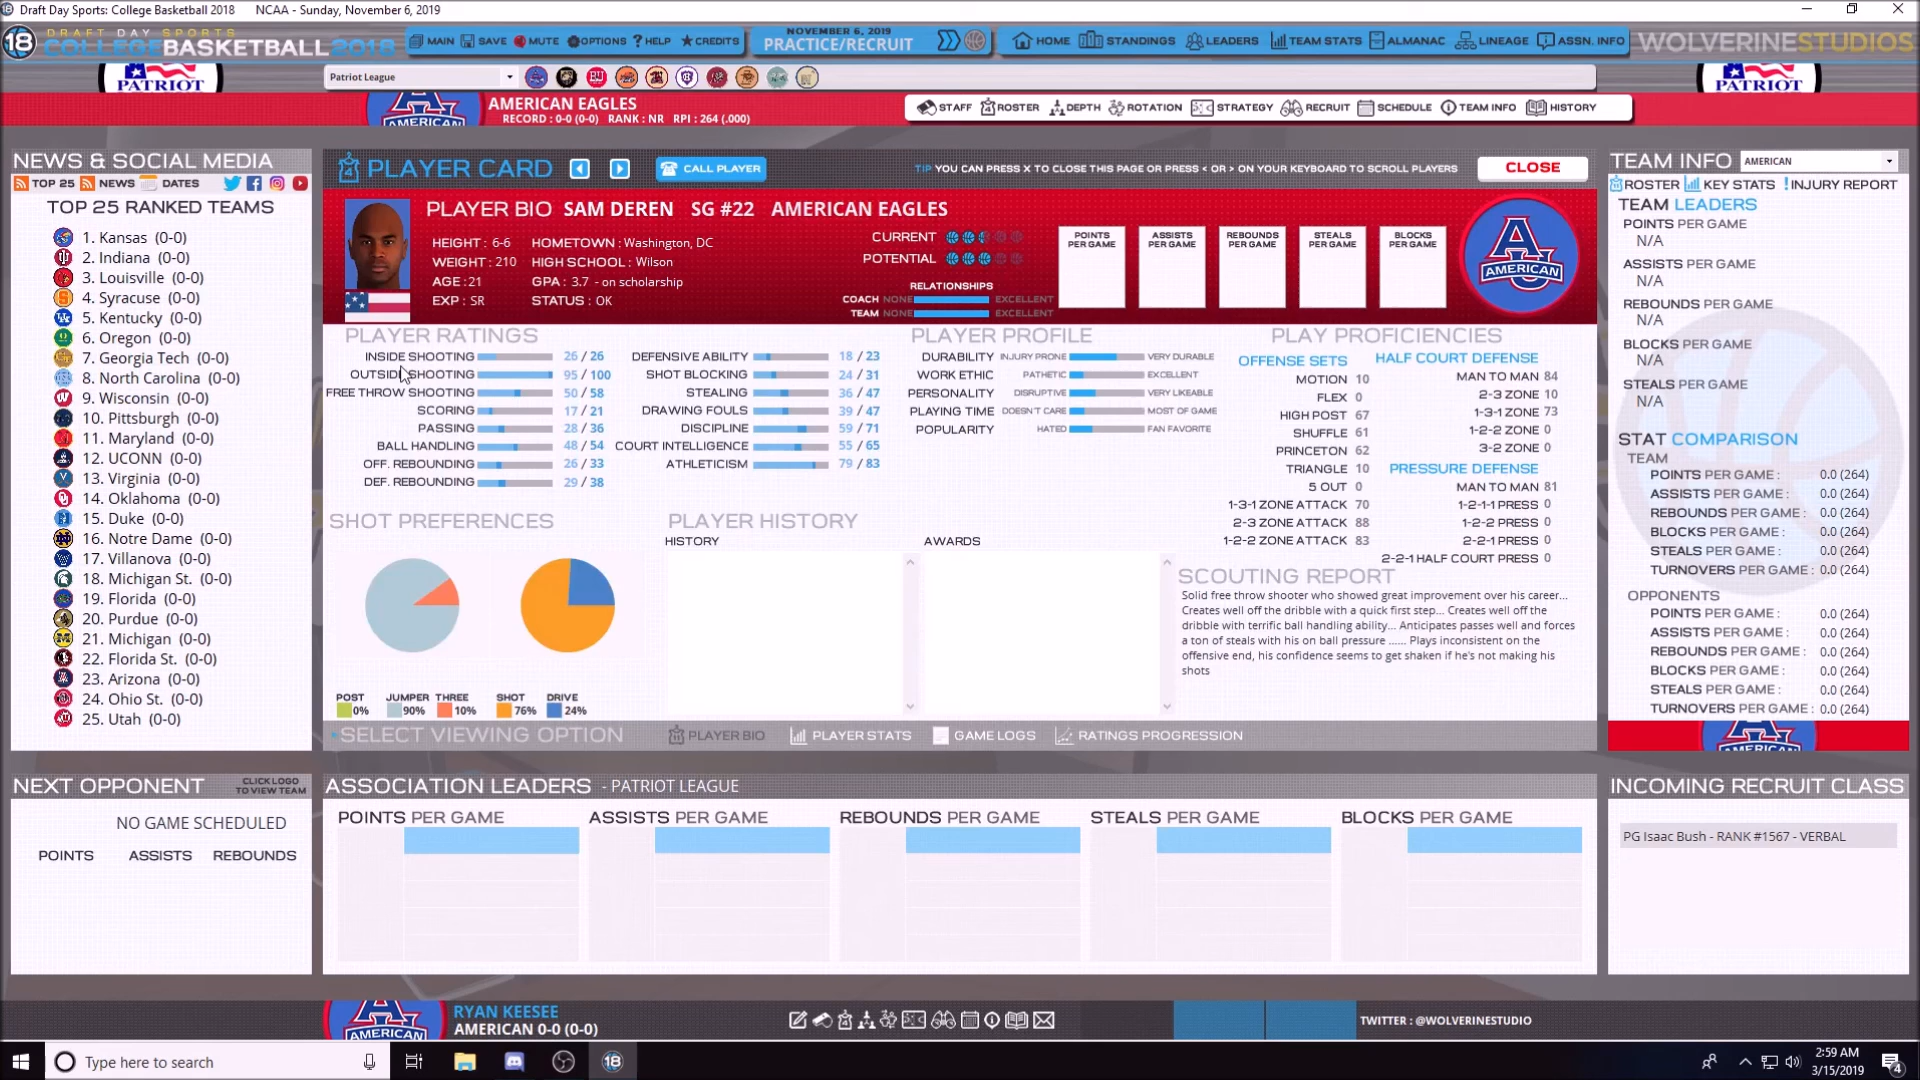 Draft Day Sports: College Basketball 2018 NCAA - Sunday, November 6, 2019
18 DRAFT DAY SPORTS
COLLEGE BASKETBALL 2018
MAIN SAVE MUTE OPTIONS ? HELP CREDITS
NOVEMBER 6, 2019
PRACTICE/RECRUIT
HOME STANDINGS LEADERS TEAM STATS ALMANAC LINEAGE ASSN. INFO
WOLVERINESTUDIOS
PATRIOT
Patriot League
PATRIOT
AMERICAN
AMERICAN EAGLES
RECORD : 0-0 (0-0) RANK : NR RPI : 264 (.000)
STAFF ROSTER DEPTH ROTATION STRATEGY RECRUIT SCHEDULE TEAM INFO HISTORY
NEWS & SOCIAL MEDIA
TOP 25 NEWS DATES
TOP 25 RANKED TEAMS
1. Kansas (0-0)
2. Indiana (0-0)
3. Louisville (0-0)
4. Syracuse (0-0)
5. Kentucky (0-0)
6. Oregon (0-0)
7. Georgia Tech (0-0)
8. North Carolina (0-0)
9. Wisconsin (0-0)
10. Pittsburgh (0-0)
11. Maryland (0-0)
12. UCONN (0-0)
13. Virginia (0-0)
14. Oklahoma (0-0)
15. Duke (0-0)
16. Notre Dame (0-0)
17. Villanova (0-0)
18. Michigan St. (0-0)
19. Florida (0-0)
20. Purdue (0-0)
21. Michigan (0-0)
22. Florida St. (0-0)
23. Arizona (0-0)
24. Ohio St. (0-0)
25. Utah (0-0)
PLAYER CARD CALL PLAYER
TIP YOU CAN PRESS X TO CLOSE THIS PAGE OR PRESS < OR > ON YOUR KEYBOARD TO SCROLL PLAYERS
CLOSE
PLAYER BIO SAM DEREN SG #22 AMERICAN EAGLES
HEIGHT : 6-6 HOMETOWN : Washington, DC
WEIGHT : 210 HIGH SCHOOL : Wilson
AGE : 21 GPA : 3.7 - on scholarship
EXP : SR STATUS : OK
CURRENT
POTENTIAL
RELATIONSHIPS
COACH NONE EXCELLENT
TEAM NONE EXCELLENT
POINTS PER GAME
ASSISTS PER GAME
REBOUNDS PER GAME
STEALS PER GAME
BLOCKS PER GAME
AMERICAN
PLAYER RATINGS
INSIDE SHOOTING 26 / 26
OUTSIDE SHOOTING 95 / 100
FREE THROW SHOOTING 50 / 58
SCORING 17 / 21
PASSING 28 / 36
BALL HANDLING 48 / 54
OFF. REBOUNDING 26 / 33
DEF. REBOUNDING 29 / 38
DEFENSIVE ABILITY 18 / 23
SHOT BLOCKING 24 / 31
STEALING 36 / 47
DRAWING FOULS 39 / 47
DISCIPLINE 59 / 71
COURT INTELLIGENCE 55 / 65
ATHLETICISM 79 / 83
PLAYER PROFILE
DURABILITY INJURY PRONE VERY DURABLE
WORK ETHIC PATHETIC EXCELLENT
PERSONALITY DISRUPTIVE VERY LIKEABLE
PLAYING TIME DOESN'T CARE MOST OF GAME
POPULARITY HATED FAN FAVORITE
PLAY PROFICIENCIES
OFFENSE SETS
MOTION 10
FLEX 0
HIGH POST 67
SHUFFLE 61
PRINCETON 62
TRIANGLE 10
5 OUT 0
1-3-1 ZONE ATTACK 70
2-3 ZONE ATTACK 88
1-2-2 ZONE ATTACK 83
HALF COURT DEFENSE
MAN TO MAN 84
2-3 ZONE 10
1-3-1 ZONE 73
1-2-2 ZONE 0
3-2 ZONE 0
PRESSURE DEFENSE
MAN TO MAN 81
1-2-1-1 PRESS 0
1-2-2 PRESS 0
2-2-1 PRESS 0
2-2-1 HALF COURT PRESS 0
SHOT PREFERENCES
POST 0%
JUMPER 90%
THREE 10%
SHOT 76%
DRIVE 24%
PLAYER HISTORY
HISTORY AWARDS
SCOUTING REPORT
Solid free throw shooter who showed great improvement over his career...
Creates well off the dribble with a quick first step... Creates well off the
dribble with terrific ball handling ability... Anticipates passes well and forces
a ton of steals with his on ball pressure ...... Plays inconsistent on the
offensive end, his confidence seems to get shaken if he's not making his
shots
SELECT VIEWING OPTION PLAYER BIO PLAYER STATS GAME LOGS RATINGS PROGRESSION
TEAM INFO AMERICAN
ROSTER KEY STATS INJURY REPORT
TEAM LEADERS
POINTS PER GAME
N/A
ASSISTS PER GAME
N/A
REBOUNDS PER GAME
N/A
BLOCKS PER GAME
N/A
STEALS PER GAME
N/A
STAT COMPARISON
TEAM
POINTS PER GAME : 0.0 (264)
ASSISTS PER GAME : 0.0 (264)
REBOUNDS PER GAME : 0.0 (264)
BLOCKS PER GAME : 0.0 (264)
STEALS PER GAME : 0.0 (264)
TURNOVERS PER GAME : 0.0 (264)
OPPONENTS
POINTS PER GAME : 0.0 (264)
ASSISTS PER GAME : 0.0 (264)
REBOUNDS PER GAME : 0.0 (264)
BLOCKS PER GAME : 0.0 (264)
STEALS PER GAME : 0.0 (264)
TURNOVERS PER GAME : 0.0 (264)
AMERICAN
NEXT OPPONENT
CLICK LOGO TO VIEW TEAM
NO GAME SCHEDULED
POINTS ASSISTS REBOUNDS
ASSOCIATION LEADERS - PATRIOT LEAGUE
POINTS PER GAME ASSISTS PER GAME REBOUNDS PER GAME STEALS PER GAME BLOCKS PER GAME
INCOMING RECRUIT CLASS
PG Isaac Bush - RANK #1567 - VERBAL
AMERICAN
RYAN KEESEE
AMERICAN 0-0 (0-0)
TWITTER : @WOLVERINESTUDIO
Type here to search
18
2:59 AM
3/15/2019
4